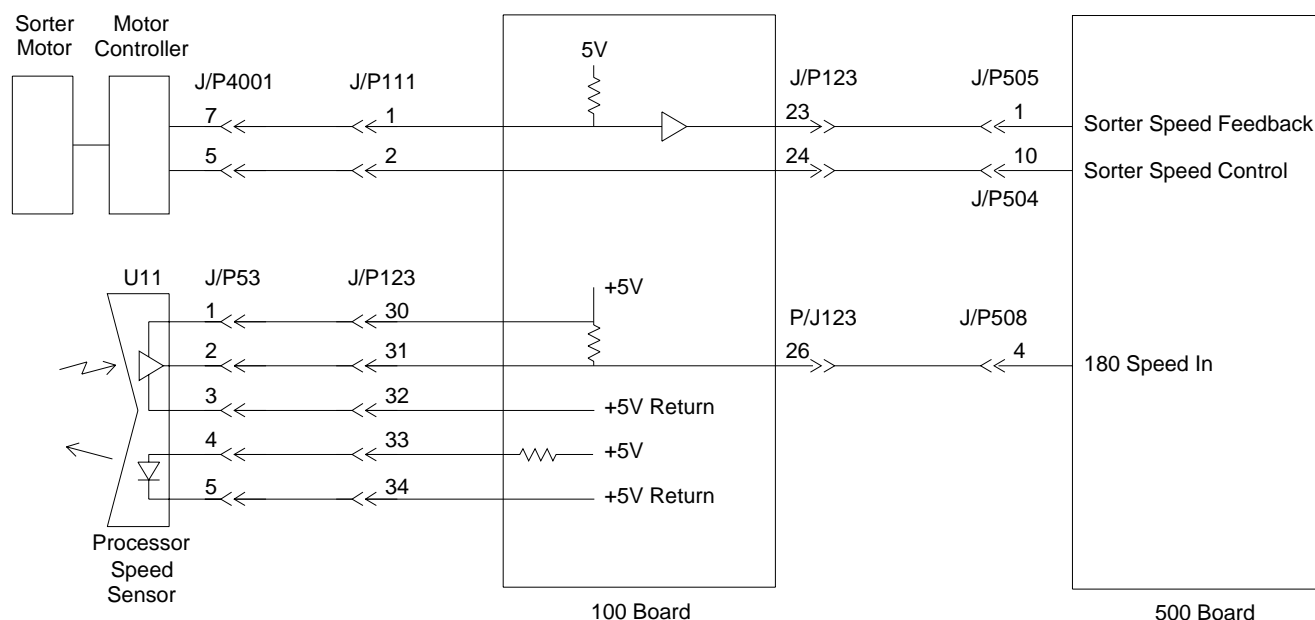 Sorter
Motor
Motor
Controller
J/P4001
J/P111
5V
J/P123
J/P505
7
1
23
1
Sorter Speed Feedback
5
2
24
10
Sorter Speed Control
J/P504
U11
J/P53
J/P123
+5V
P/J123
J/P508
1
30
2
31
26
4
180 Speed In
3
32
+5V Return
4
33
+5V
5
34
+5V Return
Processor
Speed
Sensor
100 Board
500 Board